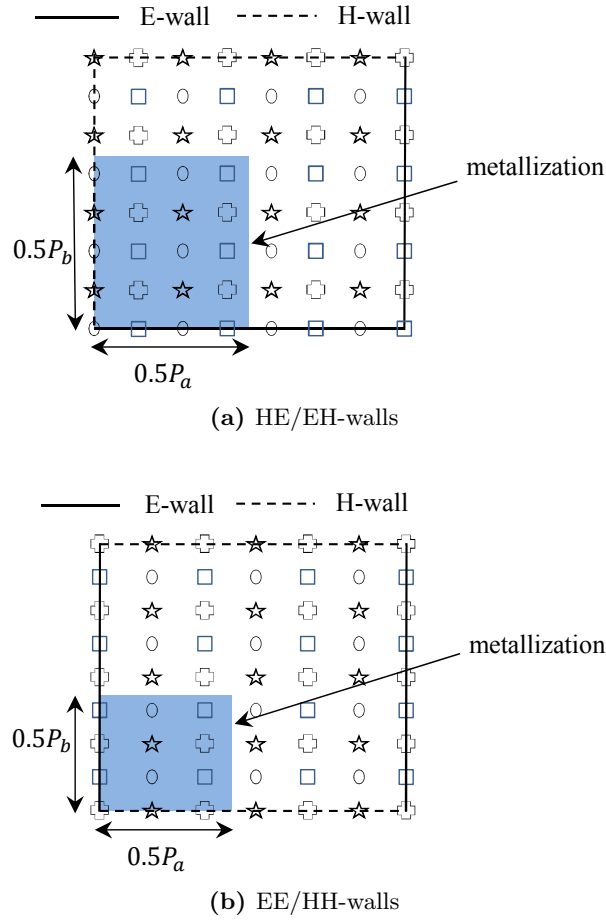 E-wall H-wall
metallization
0.5P_b
0.5P_a
(a) HE/EH-walls
E-wall H-wall
metallization
0.5P_b
0.5P_a
(b) EE/HH-walls